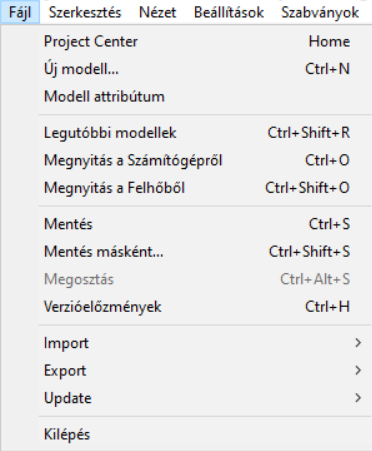 Fájl Szerkesztés Nézet Beállítások Szabványok
Project Center Home
Új modell... Ctrl+N
Modell attribútum
Legutóbbi modellek Ctrl+Shift+R
Megnyitás a Számítógépről Ctrl+O
Megnyitás a Felhőből Ctrl+Shift+O
Mentés Ctrl+S
Mentés másként... Ctrl+Shift+S
Megosztás Ctrl+Alt+S
Verzióelőzmények Ctrl+H
Import
Export
Update
Kilépés